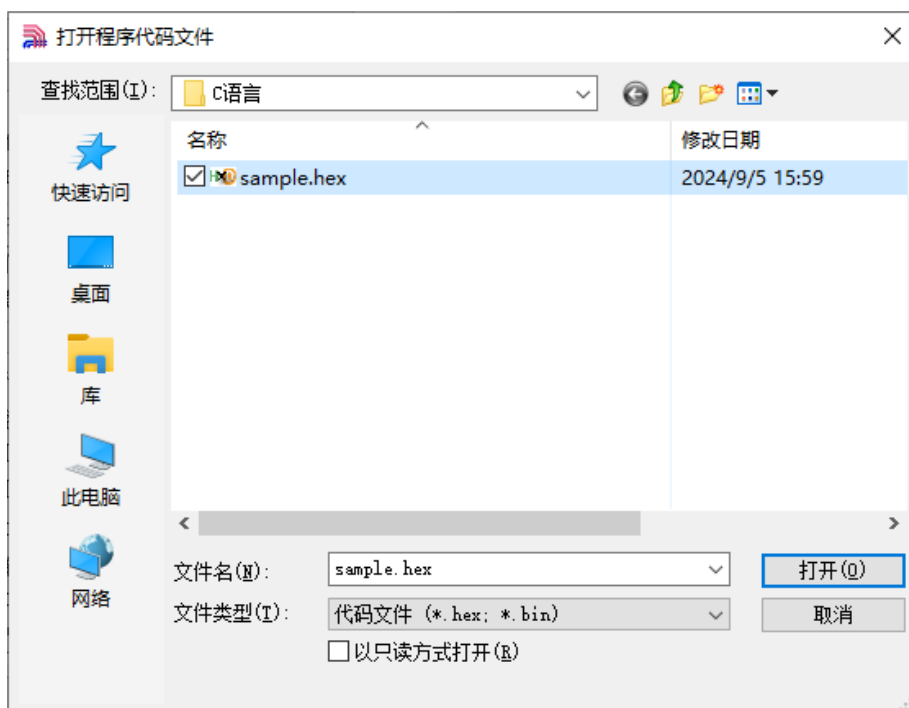 打开程序代码文件
查找范围(I):
C语言
名称
修改日期
sample.hex
2024/9/5 15:59
快速访问
桌面
库
此电脑
网络
文件名(N):
sample.hex
打开(O)
文件类型(T):
代码文件 (*.hex; *.bin)
取消
以只读方式打开(R)